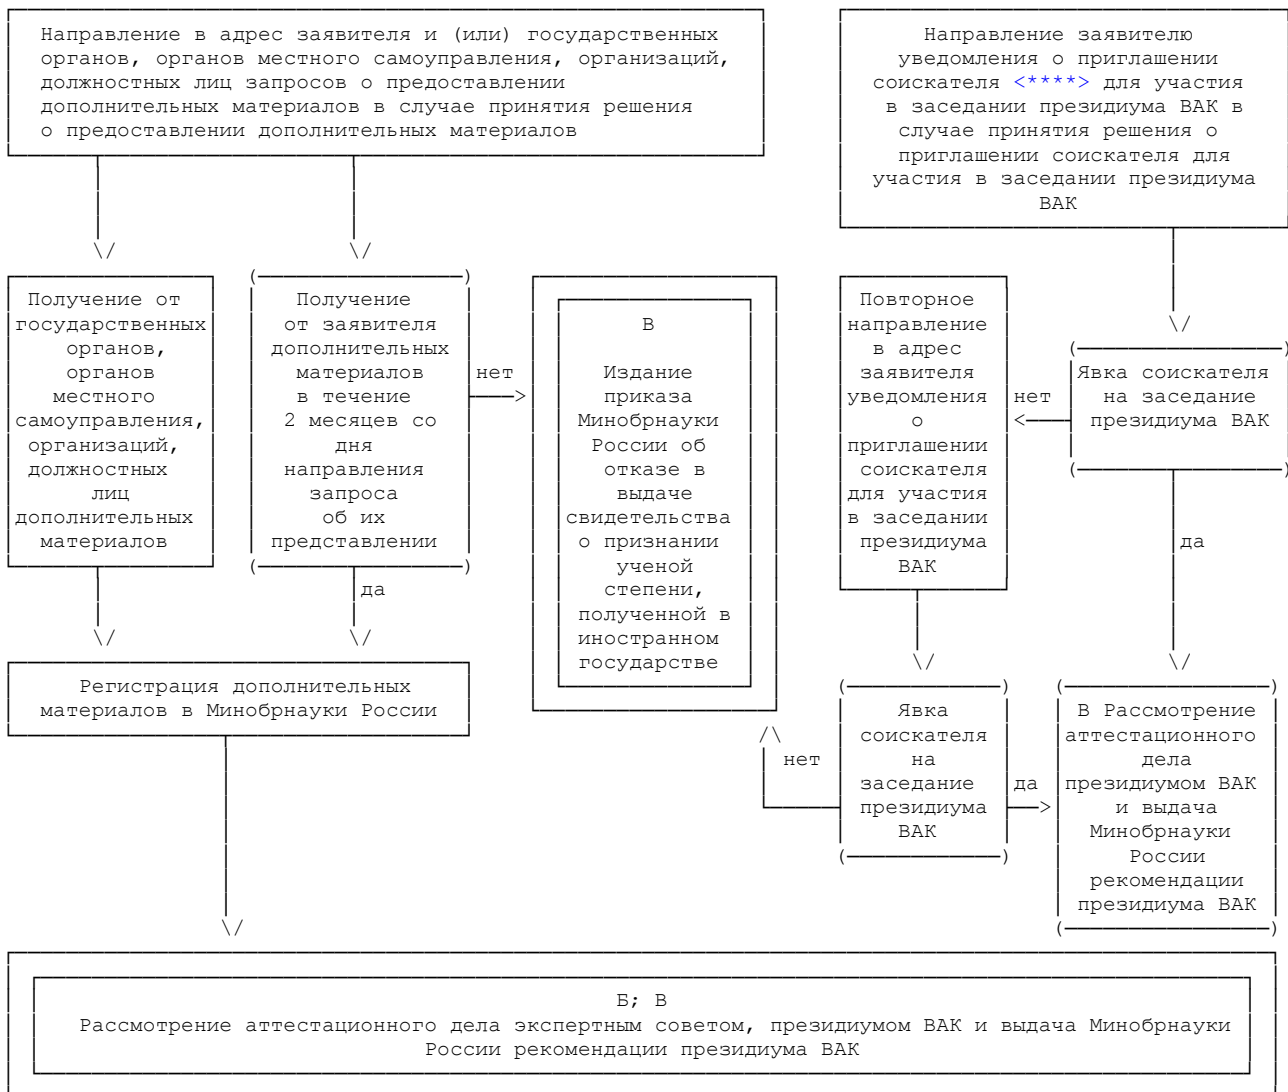 Направление в адрес заявителя и (или) государственных
органов, органов местного самоуправления, организаций,
должностных лиц запросов о предоставлении
дополнительных материалов в случае принятия решения
о предоставлении дополнительных материалов
Направление заявителю
уведомления о приглашении
соискателя <****> для участия
в заседании президиума ВАК в
случае принятия решения о
приглашении соискателя для
участия в заседании президиума
ВАК
Получение от
государственных
органов,
органов
местного
самоуправления,
организаций,
должностных
лиц
дополнительных
материалов
Получение
от заявителя
дополнительных
материалов
в течение
2 месяцев со
дня
направления
запроса
об их
представлении
нет
да
В
Издание
приказа
Минобрнауки
России об
отказе в
выдаче
свидетельства
о признании
ученой
степени,
полученной в
иностранном
государстве
Повторное
направление
в адрес
заявителя
уведомления
о
приглашении
соискателя
для участия
в заседании
президиума
ВАК
нет
Явка соискателя
на заседание
президиума ВАК
да
Регистрация дополнительных
материалов в Минобрнауки России
нет
Явка
соискателя
на
заседание
президиума
ВАК
да
В Рассмотрение
аттестационного
дела
президиумом ВАК
и выдача
Минобрнауки
России
рекомендации
президиума ВАК
Б; В
Рассмотрение аттестационного дела экспертным советом, президиумом ВАК и выдача Минобрнауки
России рекомендации президиума ВАК